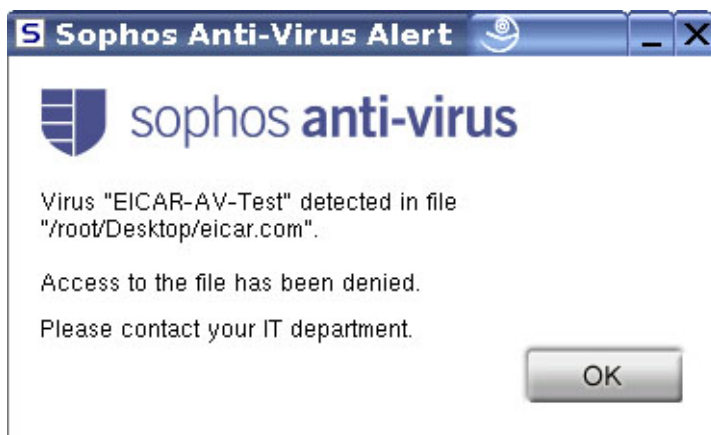 S Sophos Anti-Virus Alert
sophos anti-virus
Virus "EICAR-AV-Test" detected in file
"/root/Desktop/eicar.com".
Access to the file has been denied.
Please contact your IT department.
OK